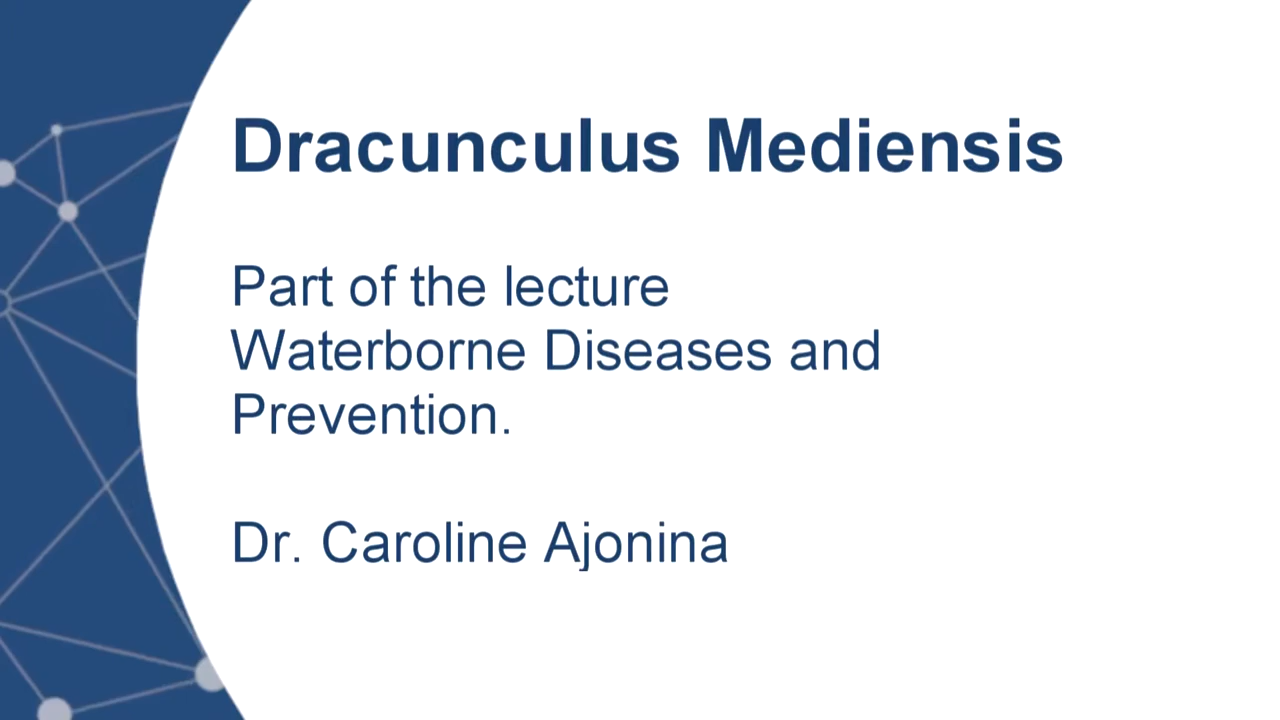 Dracunculus Mediensis
Part of the lecture
Waterborne Diseases and
Prevention.
Dr. Caroline Ajonina